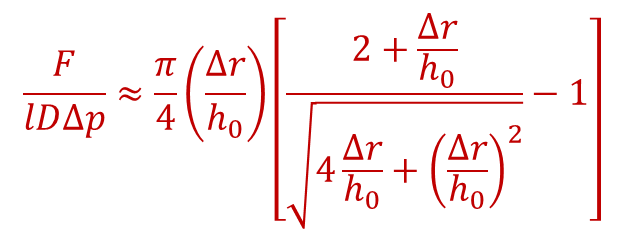 F/(lDΔp) ≈ π/4 (Δr/h₀) [ (2 + Δr/h₀) / √(4 Δr/h₀ + (Δr/h₀)²) − 1 ]